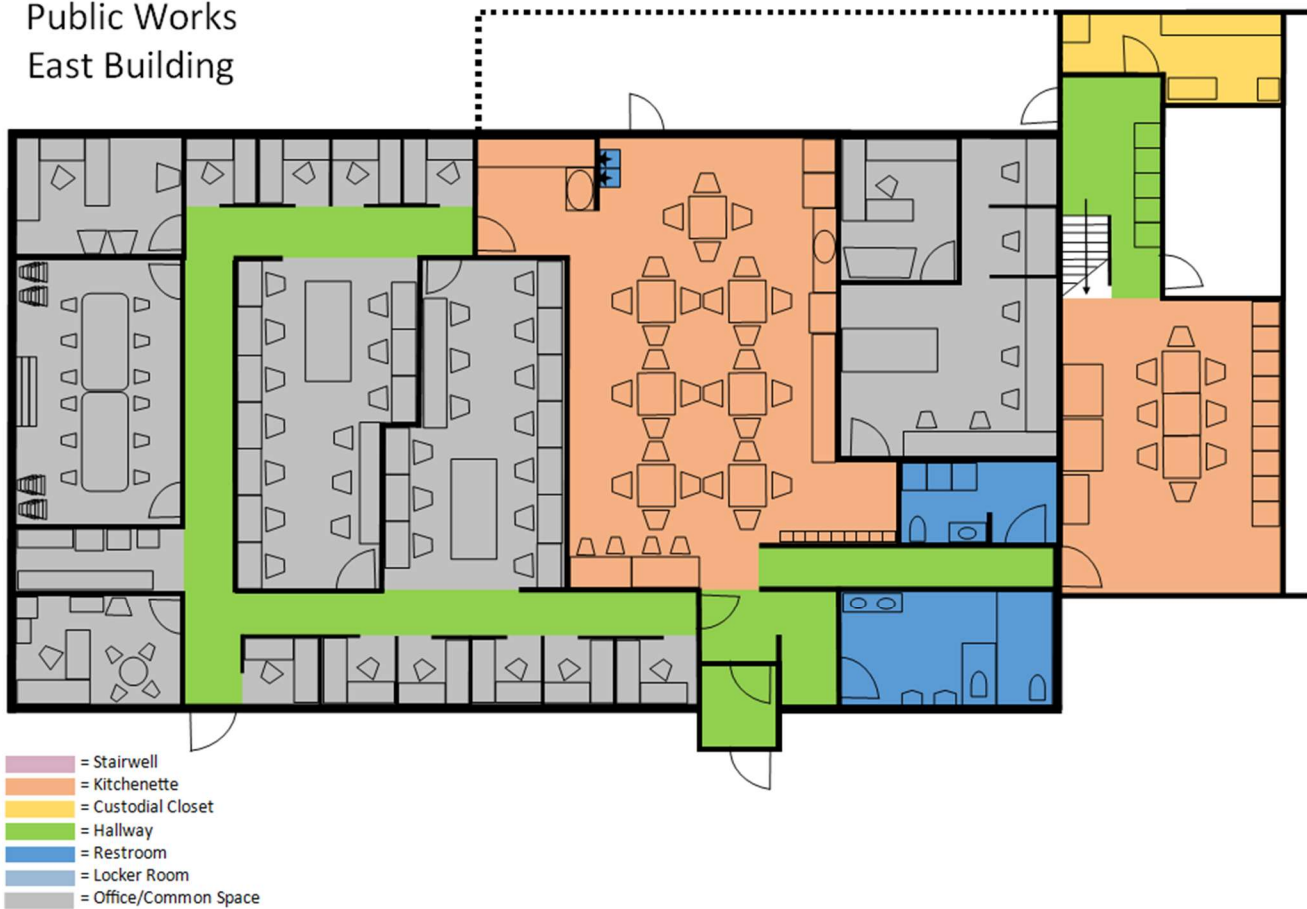 Public Works
East Building
= Stairwell
= Kitchenette
= Custodial Closet
= Hallway
= Restroom
= Locker Room
= Office/Common Space